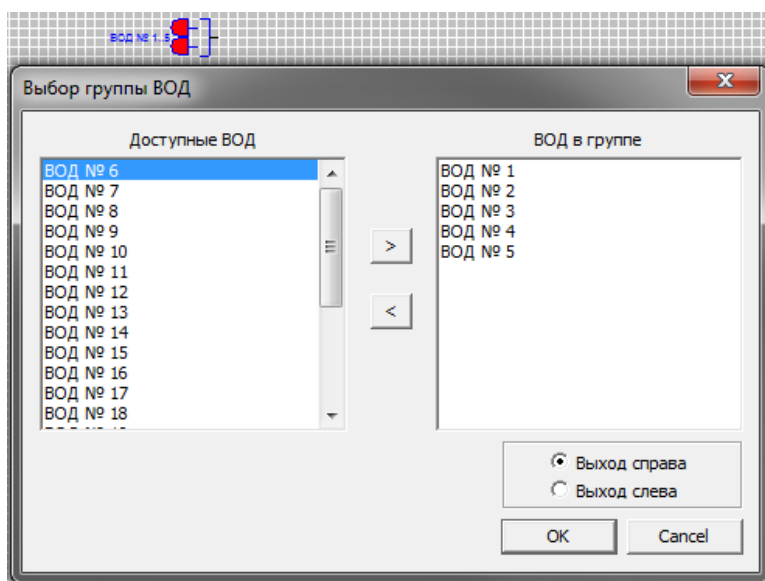 ВОД № 1..5
Выбор группы ВОД
Доступные ВОД
ВОД № 6
ВОД № 7
ВОД № 8
ВОД № 9
ВОД № 10
ВОД № 11
ВОД № 12
ВОД № 13
ВОД № 14
ВОД № 15
ВОД № 16
ВОД № 17
ВОД № 18
>
<
ВОД в группе
ВОД № 1
ВОД № 2
ВОД № 3
ВОД № 4
ВОД № 5
Выход справа
Выход слева
OK
Cancel